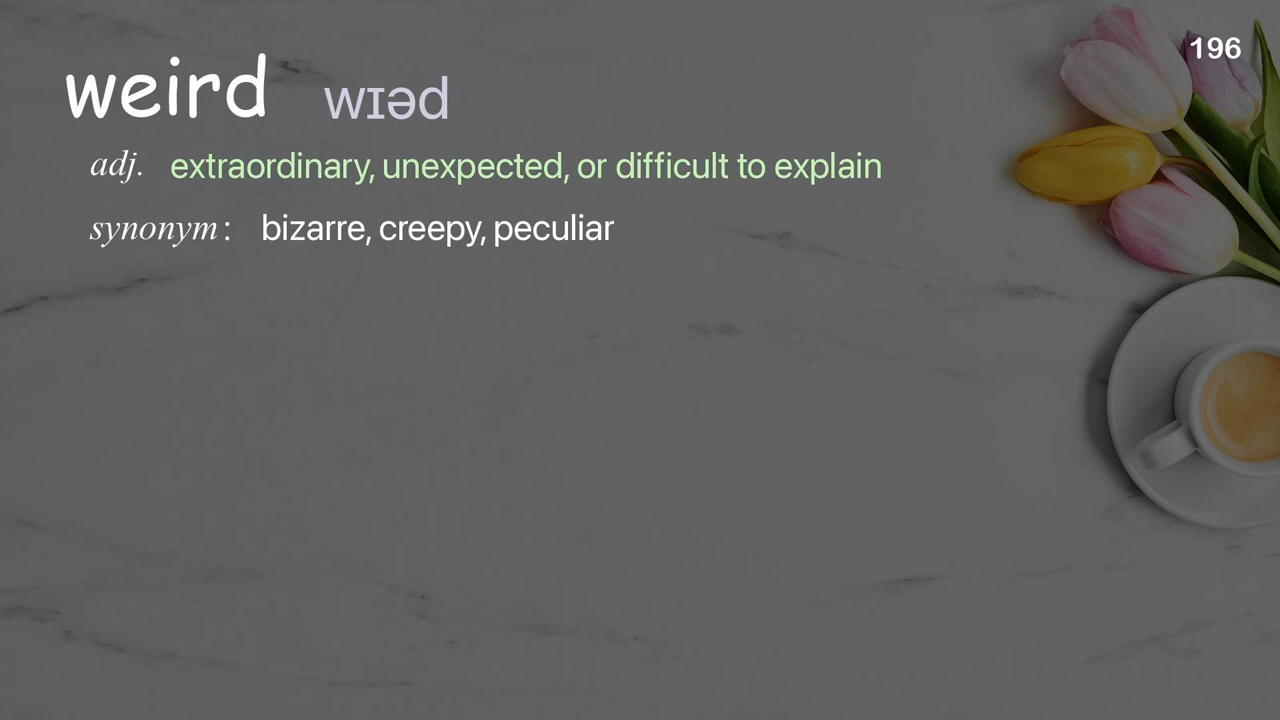 196
weird wɪəd
adj. extraordinary, unexpected, or difficult to explain
synonym: bizarre, creepy, peculiar